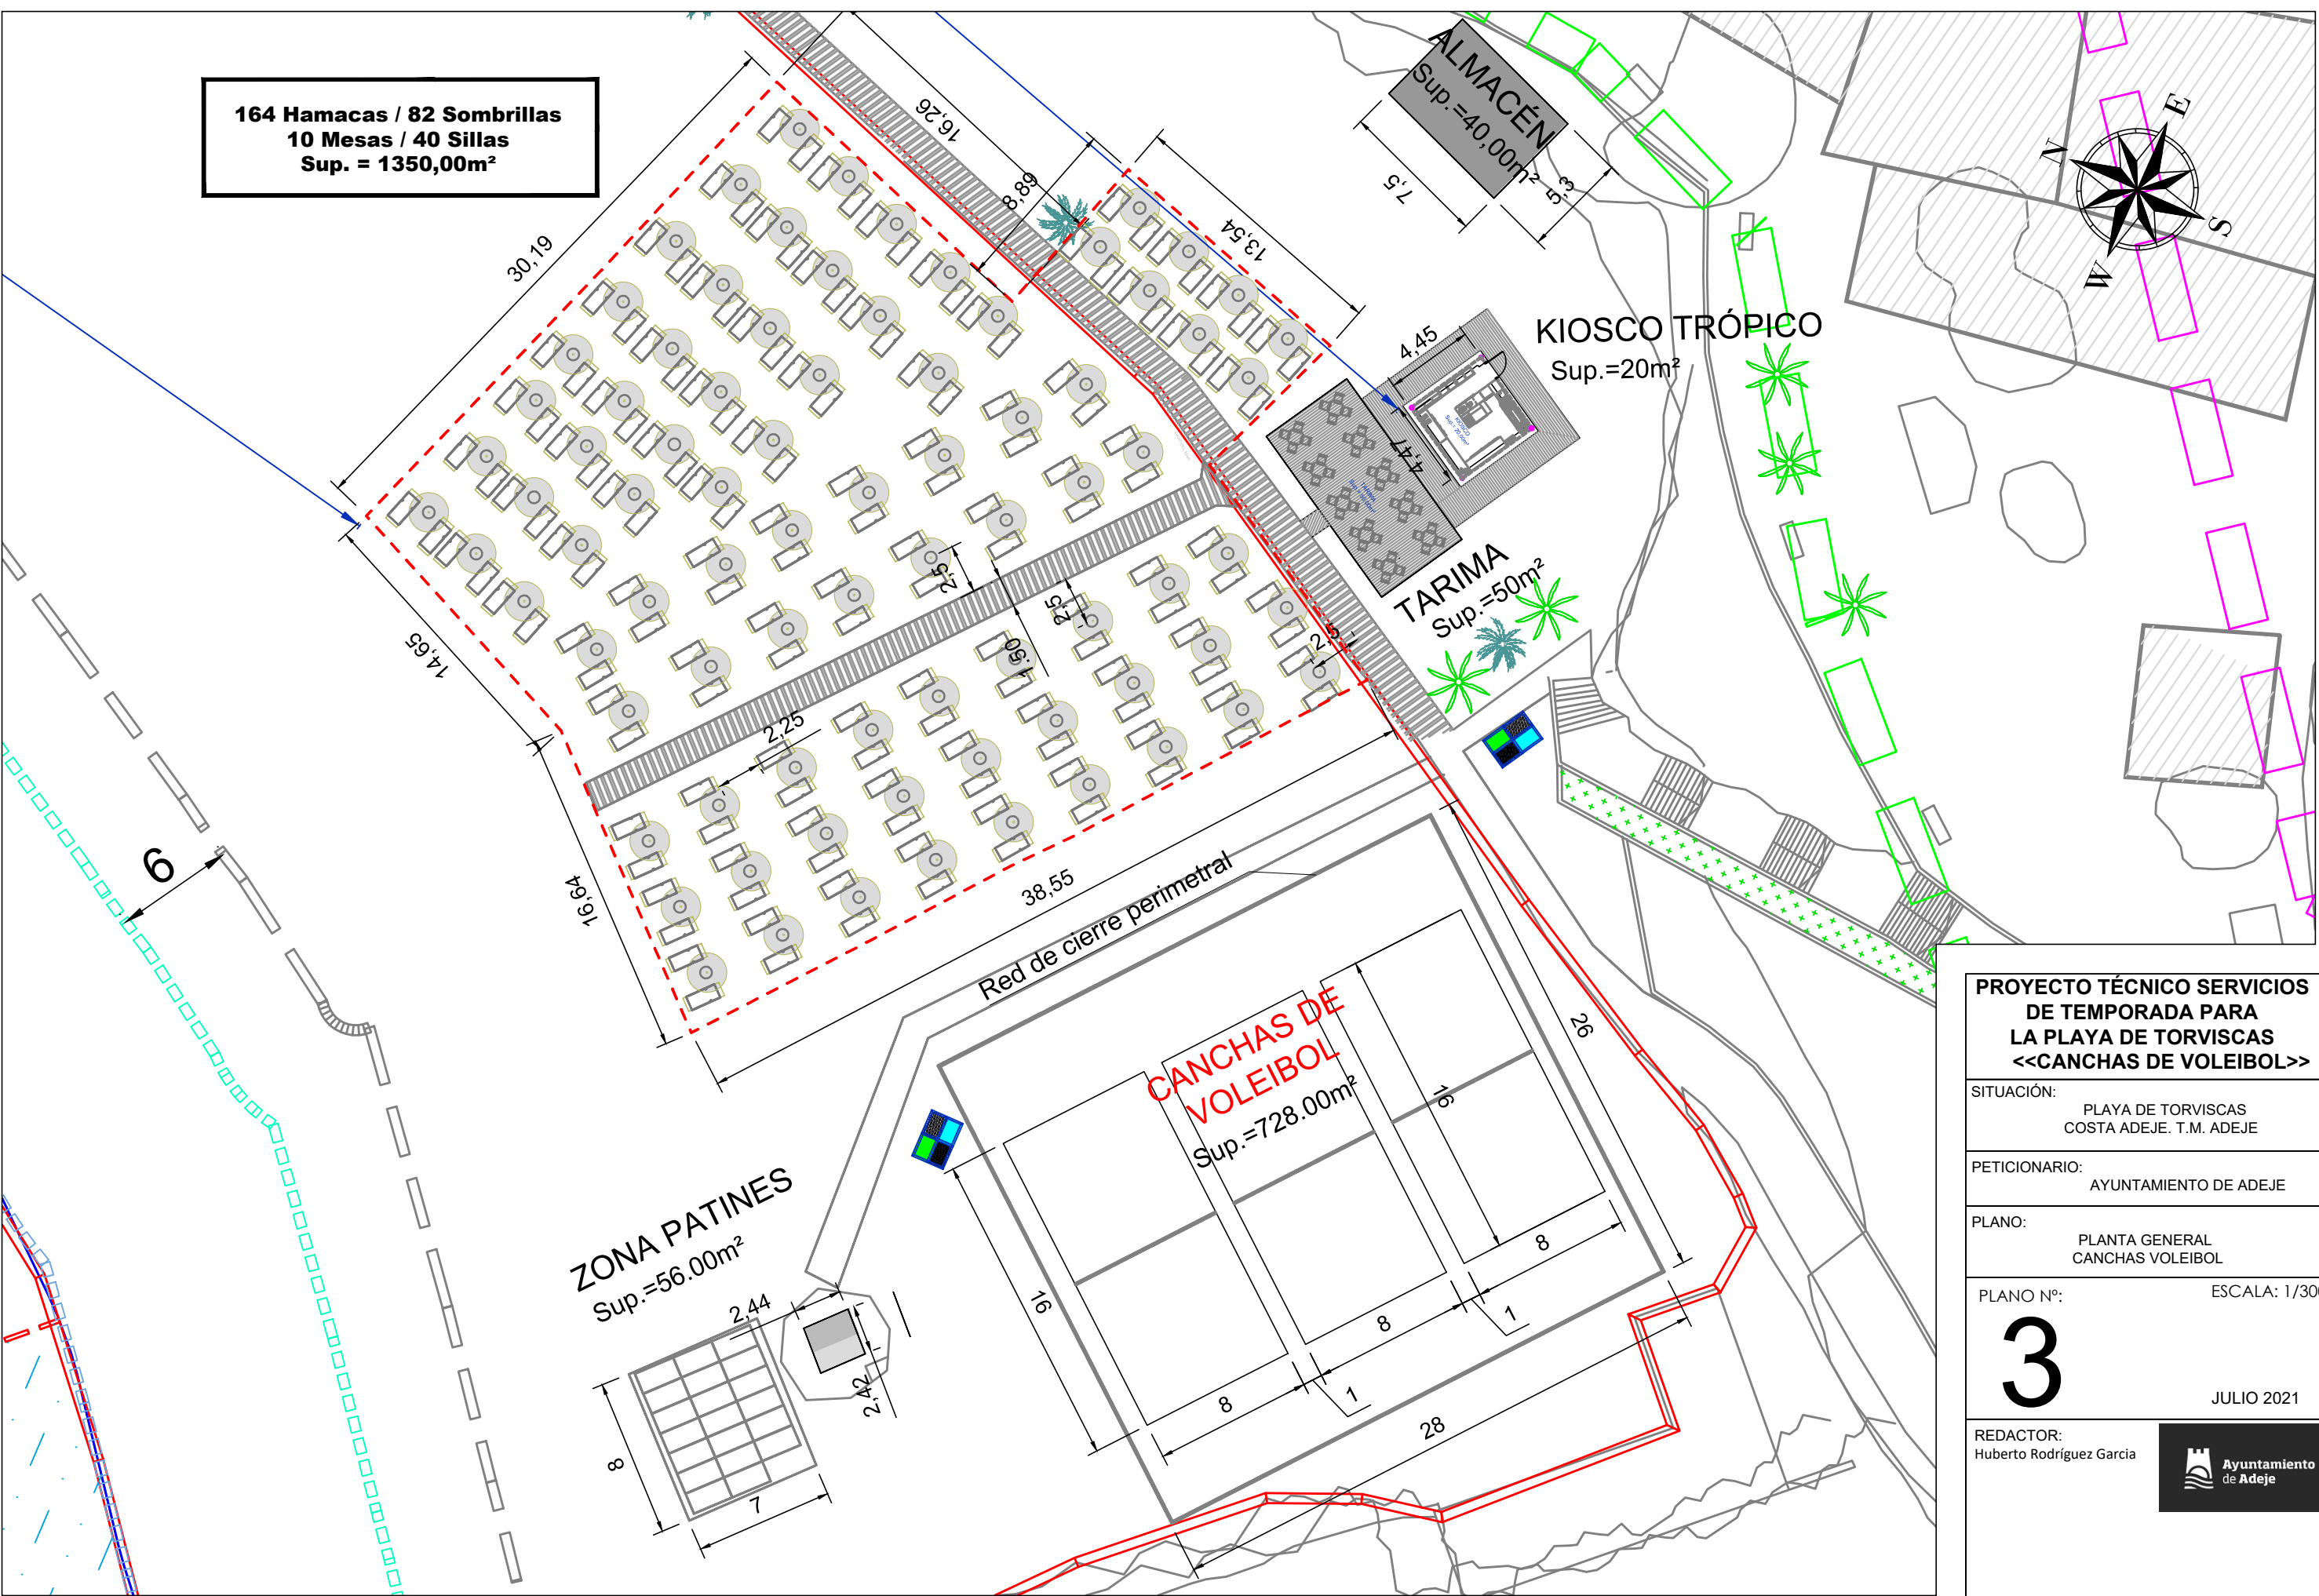 164 Hamacas / 82 Sombrillas
10 Mesas / 40 Sillas
Sup. = 1350,00m²
30,19
16,26
8,89
13,54
ALMACÉN
Sup.=40,00m²
7,5
5,3
N
E
S
W
KIOSCO TRÓPICO
Sup.=20m²
4,45
4,47
KIOSCO
TARIMA
TARIMA
Sup.=50m²
14,65
2,5
1,50
2,5
2,5
2,25
16,64
38,55
6
Red de cierre perimetral
CANCHAS DE
VOLEIBOL
Sup.=728.00m²
26
16
16
8
1
8
1
8
28
ZONA PATINES
Sup.=56.00m²
2,44
2,42
8
7
PROYECTO TÉCNICO SERVICIOS
DE TEMPORADA PARA
LA PLAYA DE TORVISCAS
<<CANCHAS DE VOLEIBOL>>
SITUACIÓN:
PLAYA DE TORVISCAS
COSTA ADEJE. T.M. ADEJE
PETICIONARIO:
AYUNTAMIENTO DE ADEJE
PLANO:
PLANTA GENERAL
CANCHAS VOLEIBOL
PLANO Nº:
ESCALA: 1/300
3
JULIO 2021
REDACTOR:
Huberto Rodríguez Garcia
Ayuntamiento
de Adeje